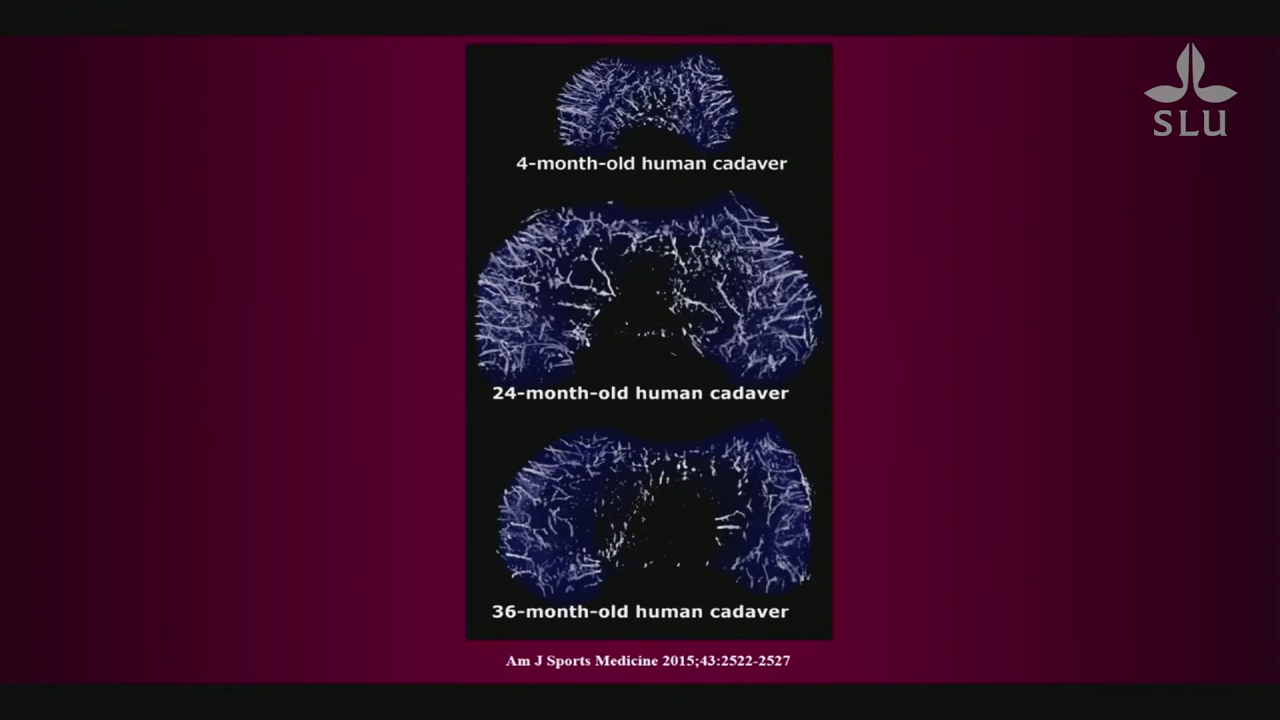 SLU
4-month-old human cadaver
24-month-old human cadaver
36-month-old human cadaver
Am J Sports Medicine 2015;43:2522-2527